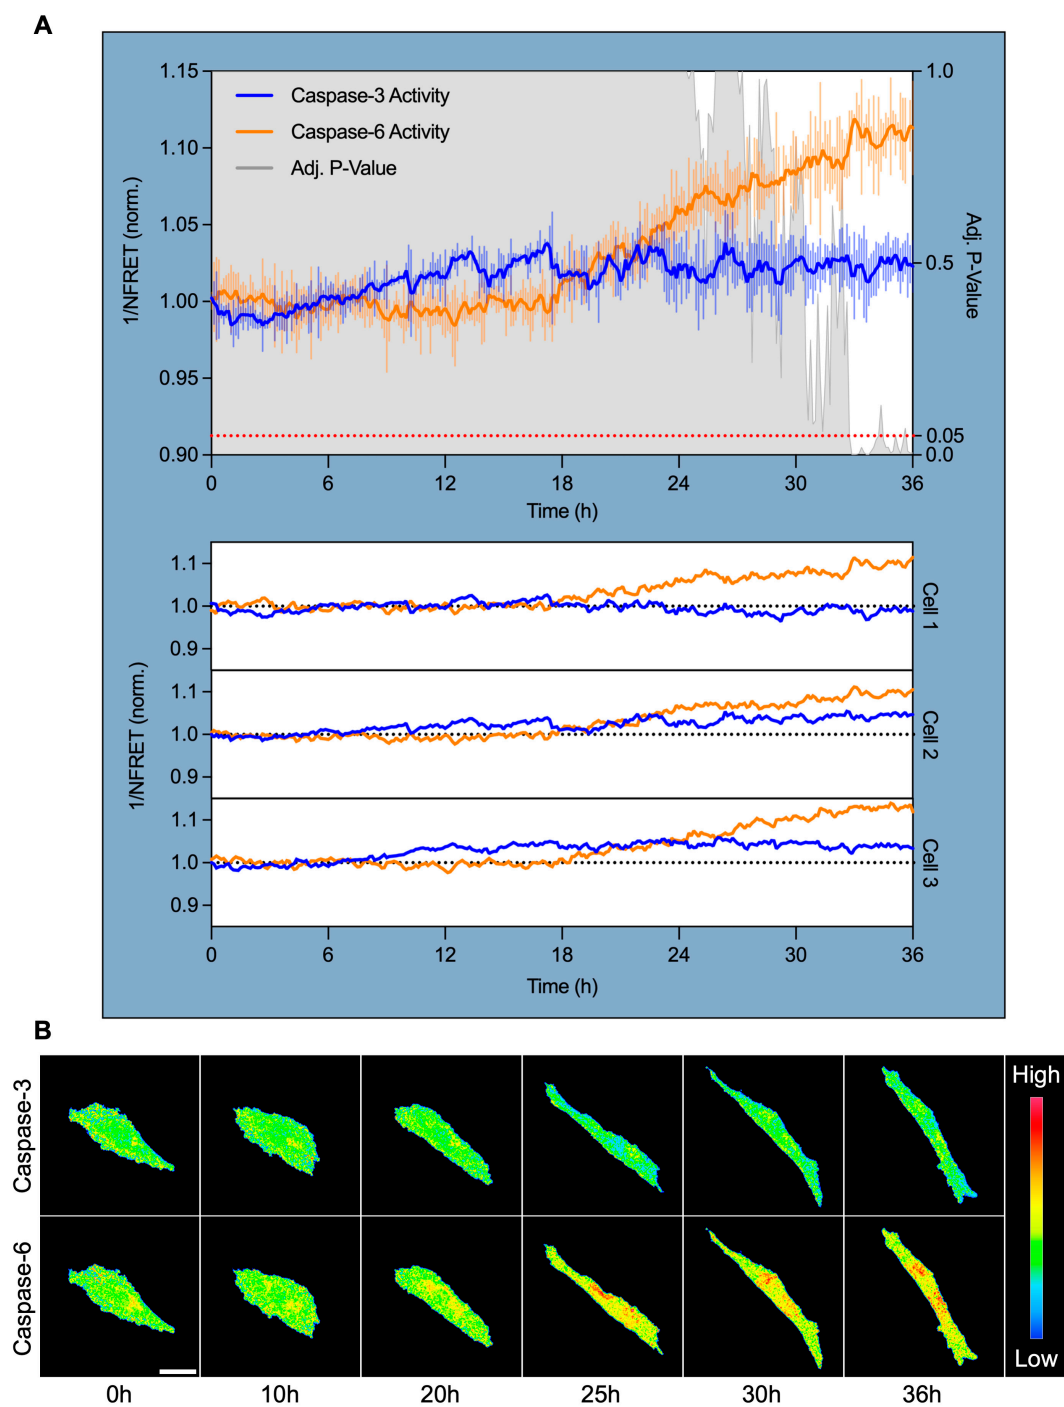 A
1.15
1.10
1.05
1.00
0.95
0.90
1/NFRET (norm.)
Caspase-3 Activity
Caspase-6 Activity
Adj. P-Value
1.0
0.5
0.05
0.0
Adj. P-Value
0 6 12 18 24 30 36
Time (h)
1/NFRET (norm.)
1.1
1.0
0.9
Cell 1
1.1
1.0
0.9
Cell 2
1.1
1.0
0.9
Cell 3
0 6 12 18 24 30 36
Time (h)
B
Caspase-3
Caspase-6
High
Low
0h 10h 20h 25h 30h 36h